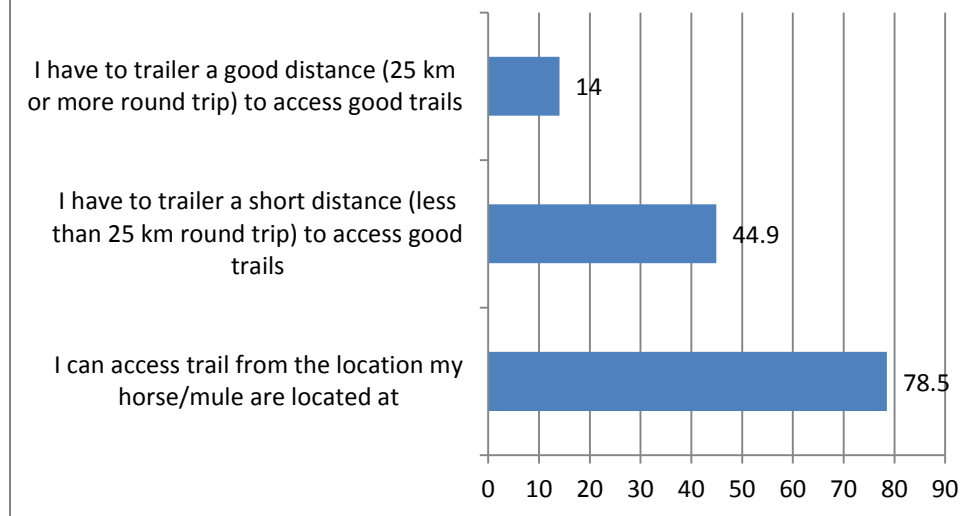 I have to trailer a good distance (25 km
or more round trip) to access good trails
14
I have to trailer a short distance (less
than 25 km round trip) to access good
trails
44.9
I can access trail from the location my
horse/mule are located at
78.5
0 10 20 30 40 50 60 70 80 90